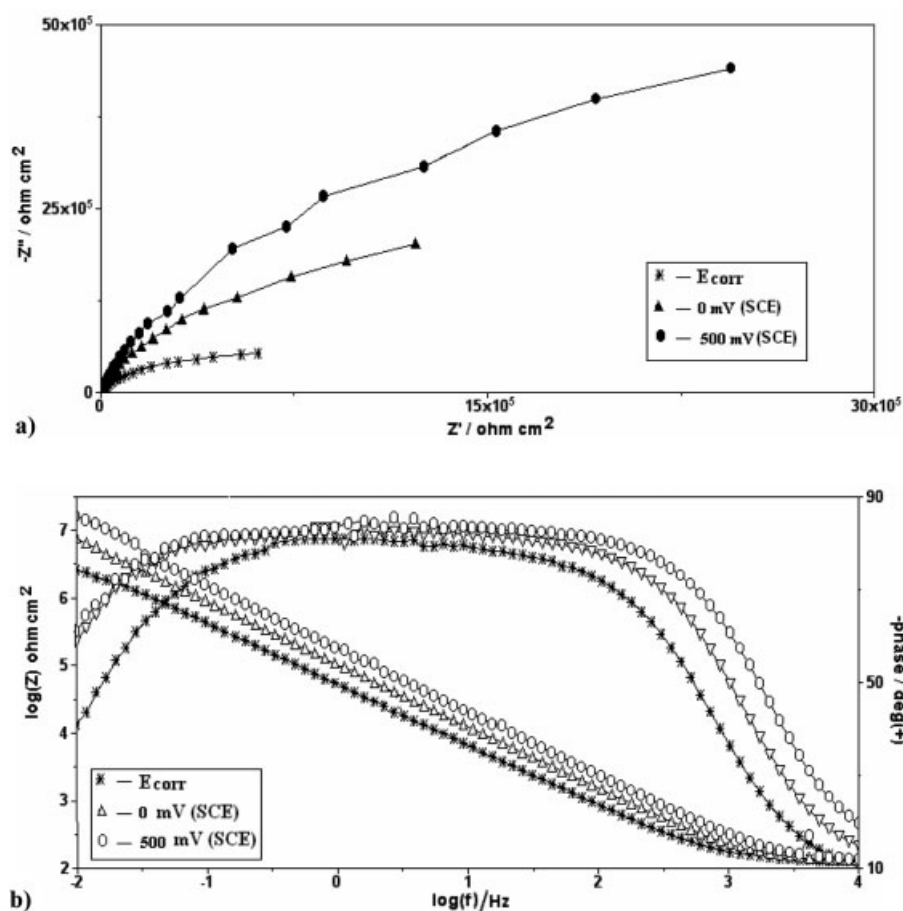 50x10⁵
-Z" / ohm cm²
25x10⁵
0
— Ecorr
— 0 mV (SCE)
— 500 mV (SCE)
0
15x10⁵
30x10⁵
Z' / ohm cm²
a)
7
6
5
4
3
2
log(Z) ohm cm²
90
50
10
-phase / deg(+)
— Ecorr
— 0 mV (SCE)
— 500 mV (SCE)
-2
-1
0
1
2
3
4
log(f)/Hz
b)